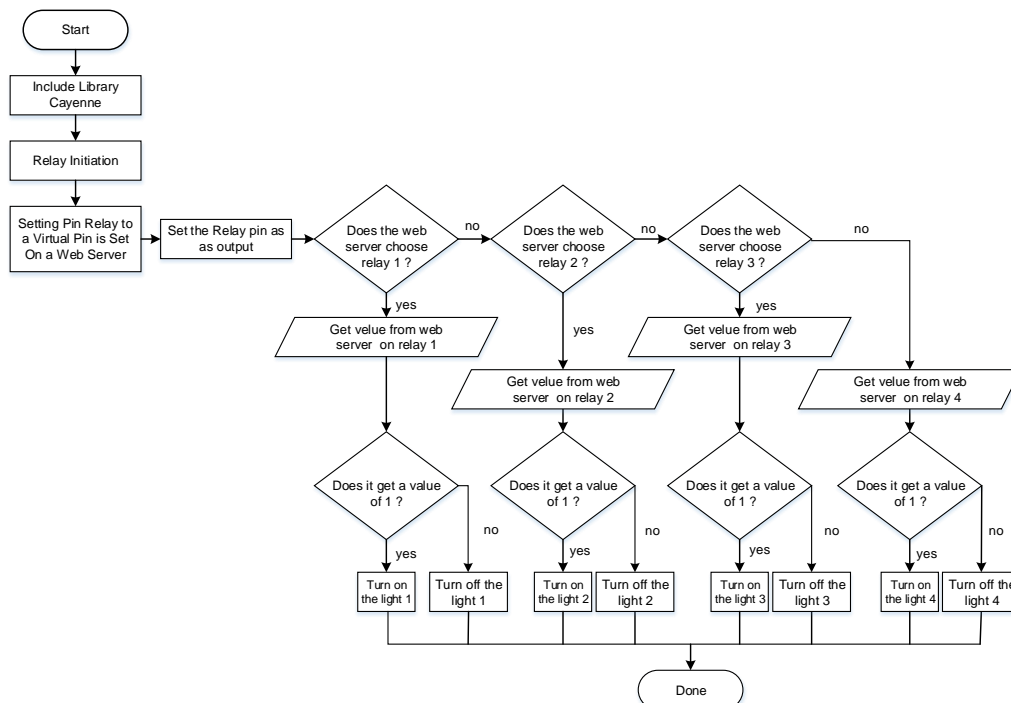 Start
Include Library
Cayenne
Relay Initiation
Setting Pin Relay to
a Virtual Pin is Set
On a Web Server
Set the Relay pin as
as output
Does the web
server choose
relay 1 ?
no
Does the web
server choose
relay 2 ?
no
Does the web
server choose
relay 3 ?
no
yes
yes
yes
Get velue from web
server on relay 1
Get velue from web
server on relay 2
Get velue from web
server on relay 3
Get velue from web
server on relay 4
Does it get a value
of 1 ?
Does it get a value
of 1 ?
Does it get a value
of 1 ?
Does it get a value
of 1 ?
yes
no
yes
no
yes
no
yes
no
Turn on
the light 1
Turn off the
light 1
Turn on
the light 2
Turn off the
light 2
Turn on
the light 3
Turn off the
light 3
Turn on
the light 4
Turn off the
light 4
Done